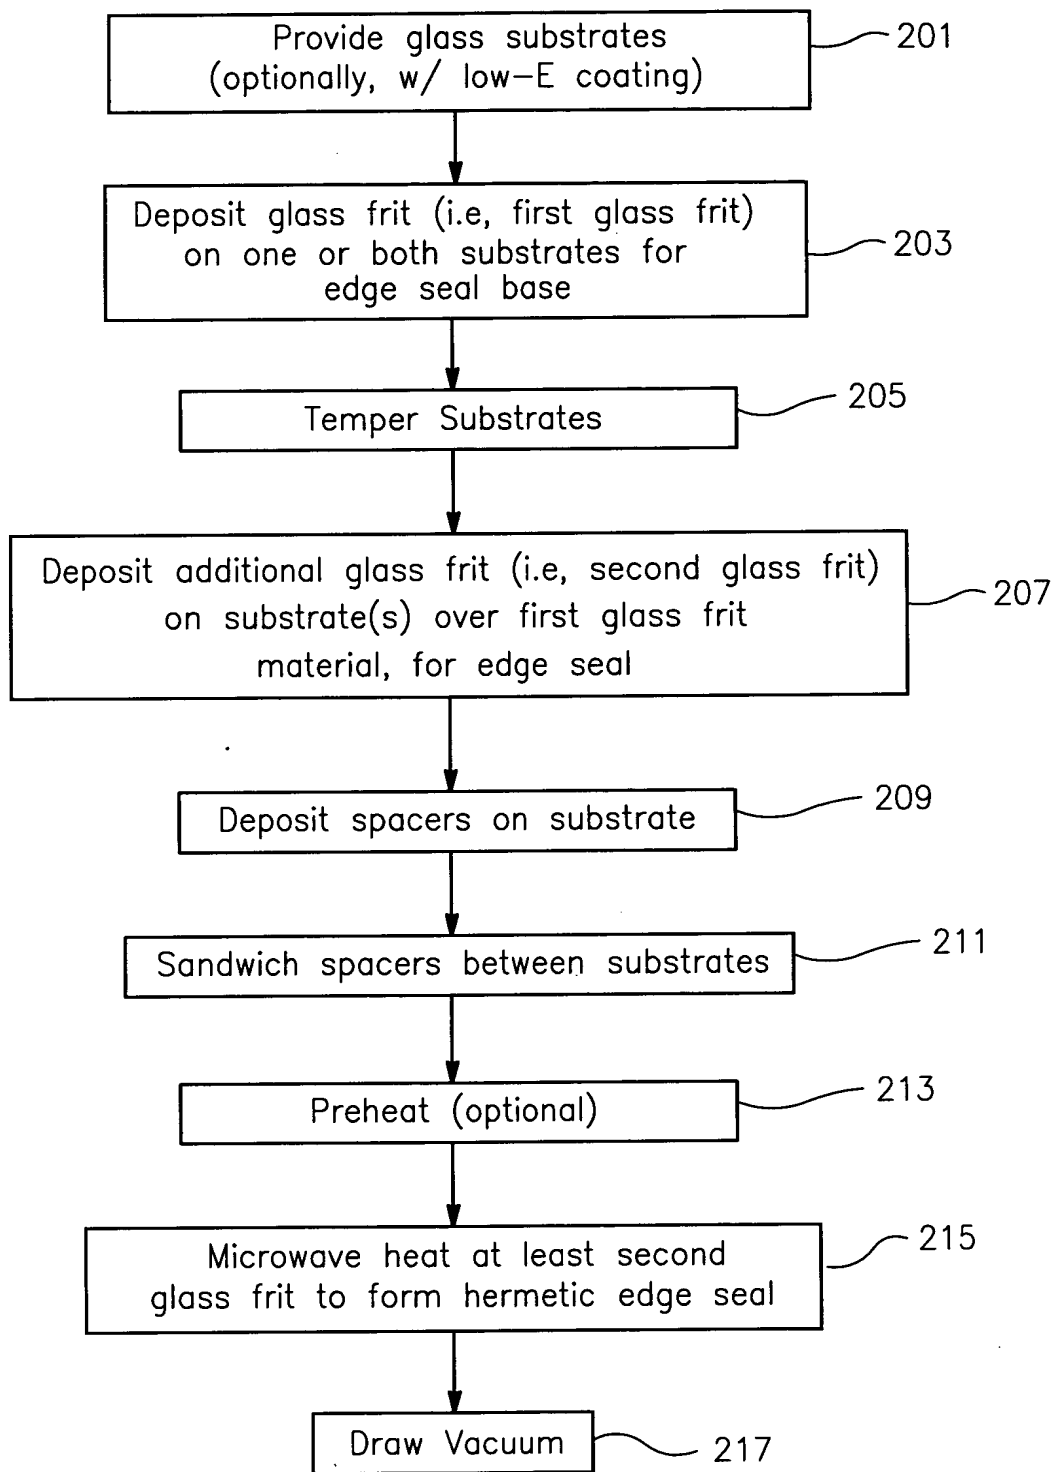 Provide glass substrates
(optionally, w/ low-E coating)
201
Deposit glass frit (i.e, first glass frit)
on one or both substrates for
edge seal base
203
Temper Substrates
205
Deposit additional glass frit (i.e, second glass frit)
on substrate(s) over first glass frit
material, for edge seal
207
Deposit spacers on substrate
209
Sandwich spacers between substrates
211
Preheat (optional)
213
Microwave heat at least second
glass frit to form hermetic edge seal
215
Draw Vacuum
217